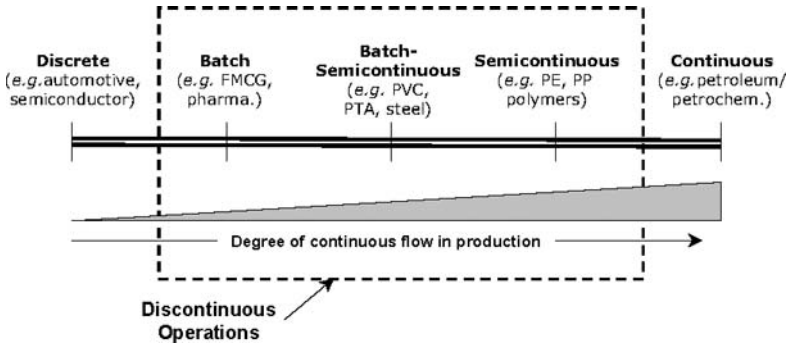 Discrete
(e.g.automotive,
semiconductor)
Batch
(e.g. FMCG,
pharma.)
Batch-
Semicontinuous
(e.g. PVC,
PTA, steel)
Semicontinuous
(e.g. PE, PP
polymers)
Continuous
(e.g.petroleum/
petrochem.)
Degree of continuous flow in production
Discontinuous
Operations